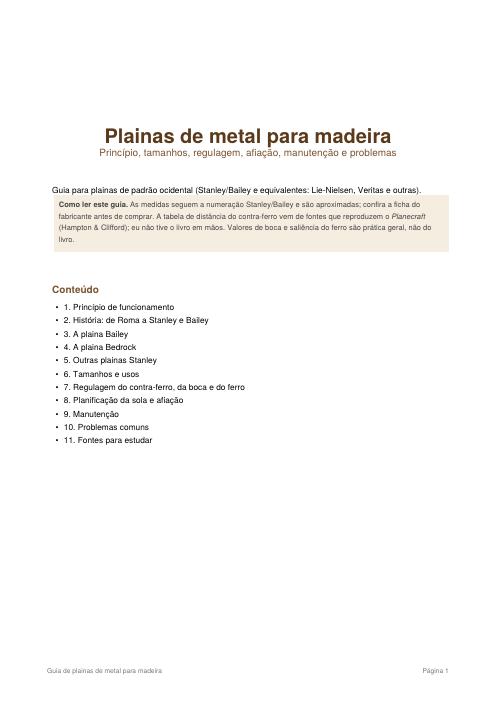 Plainas de metal para madeira
Princípio, tamanhos, regulagem, afiação, manutenção e problemas
Guia para plainas de padrão ocidental (Stanley/Bailey e equivalentes: Lie-Nielsen, Veritas e outras).
Como ler este guia. As medidas seguem a numeração Stanley/Bailey e são aproximadas; confira a ficha do
fabricante antes de comprar. A tabela de distância do contra-ferro vem de fontes que reproduzem o Planecraft
(Hampton & Clifford); eu não tive o livro em mãos. Valores de boca e saliência do ferro são prática geral, não do
livro.
Conteúdo
• 1. Princípio de funcionamento
• 2. História: de Roma a Stanley e Bailey
• 3. A plaina Bailey
• 4. A plaina Bedrock
• 5. Outras plainas Stanley
• 6. Tamanhos e usos
• 7. Regulagem do contra-ferro, da boca e do ferro
• 8. Planificação da sola e afiação
• 9. Manutenção
• 10. Problemas comuns
• 11. Fontes para estudar
Guia de plainas de metal para madeira
Página 1